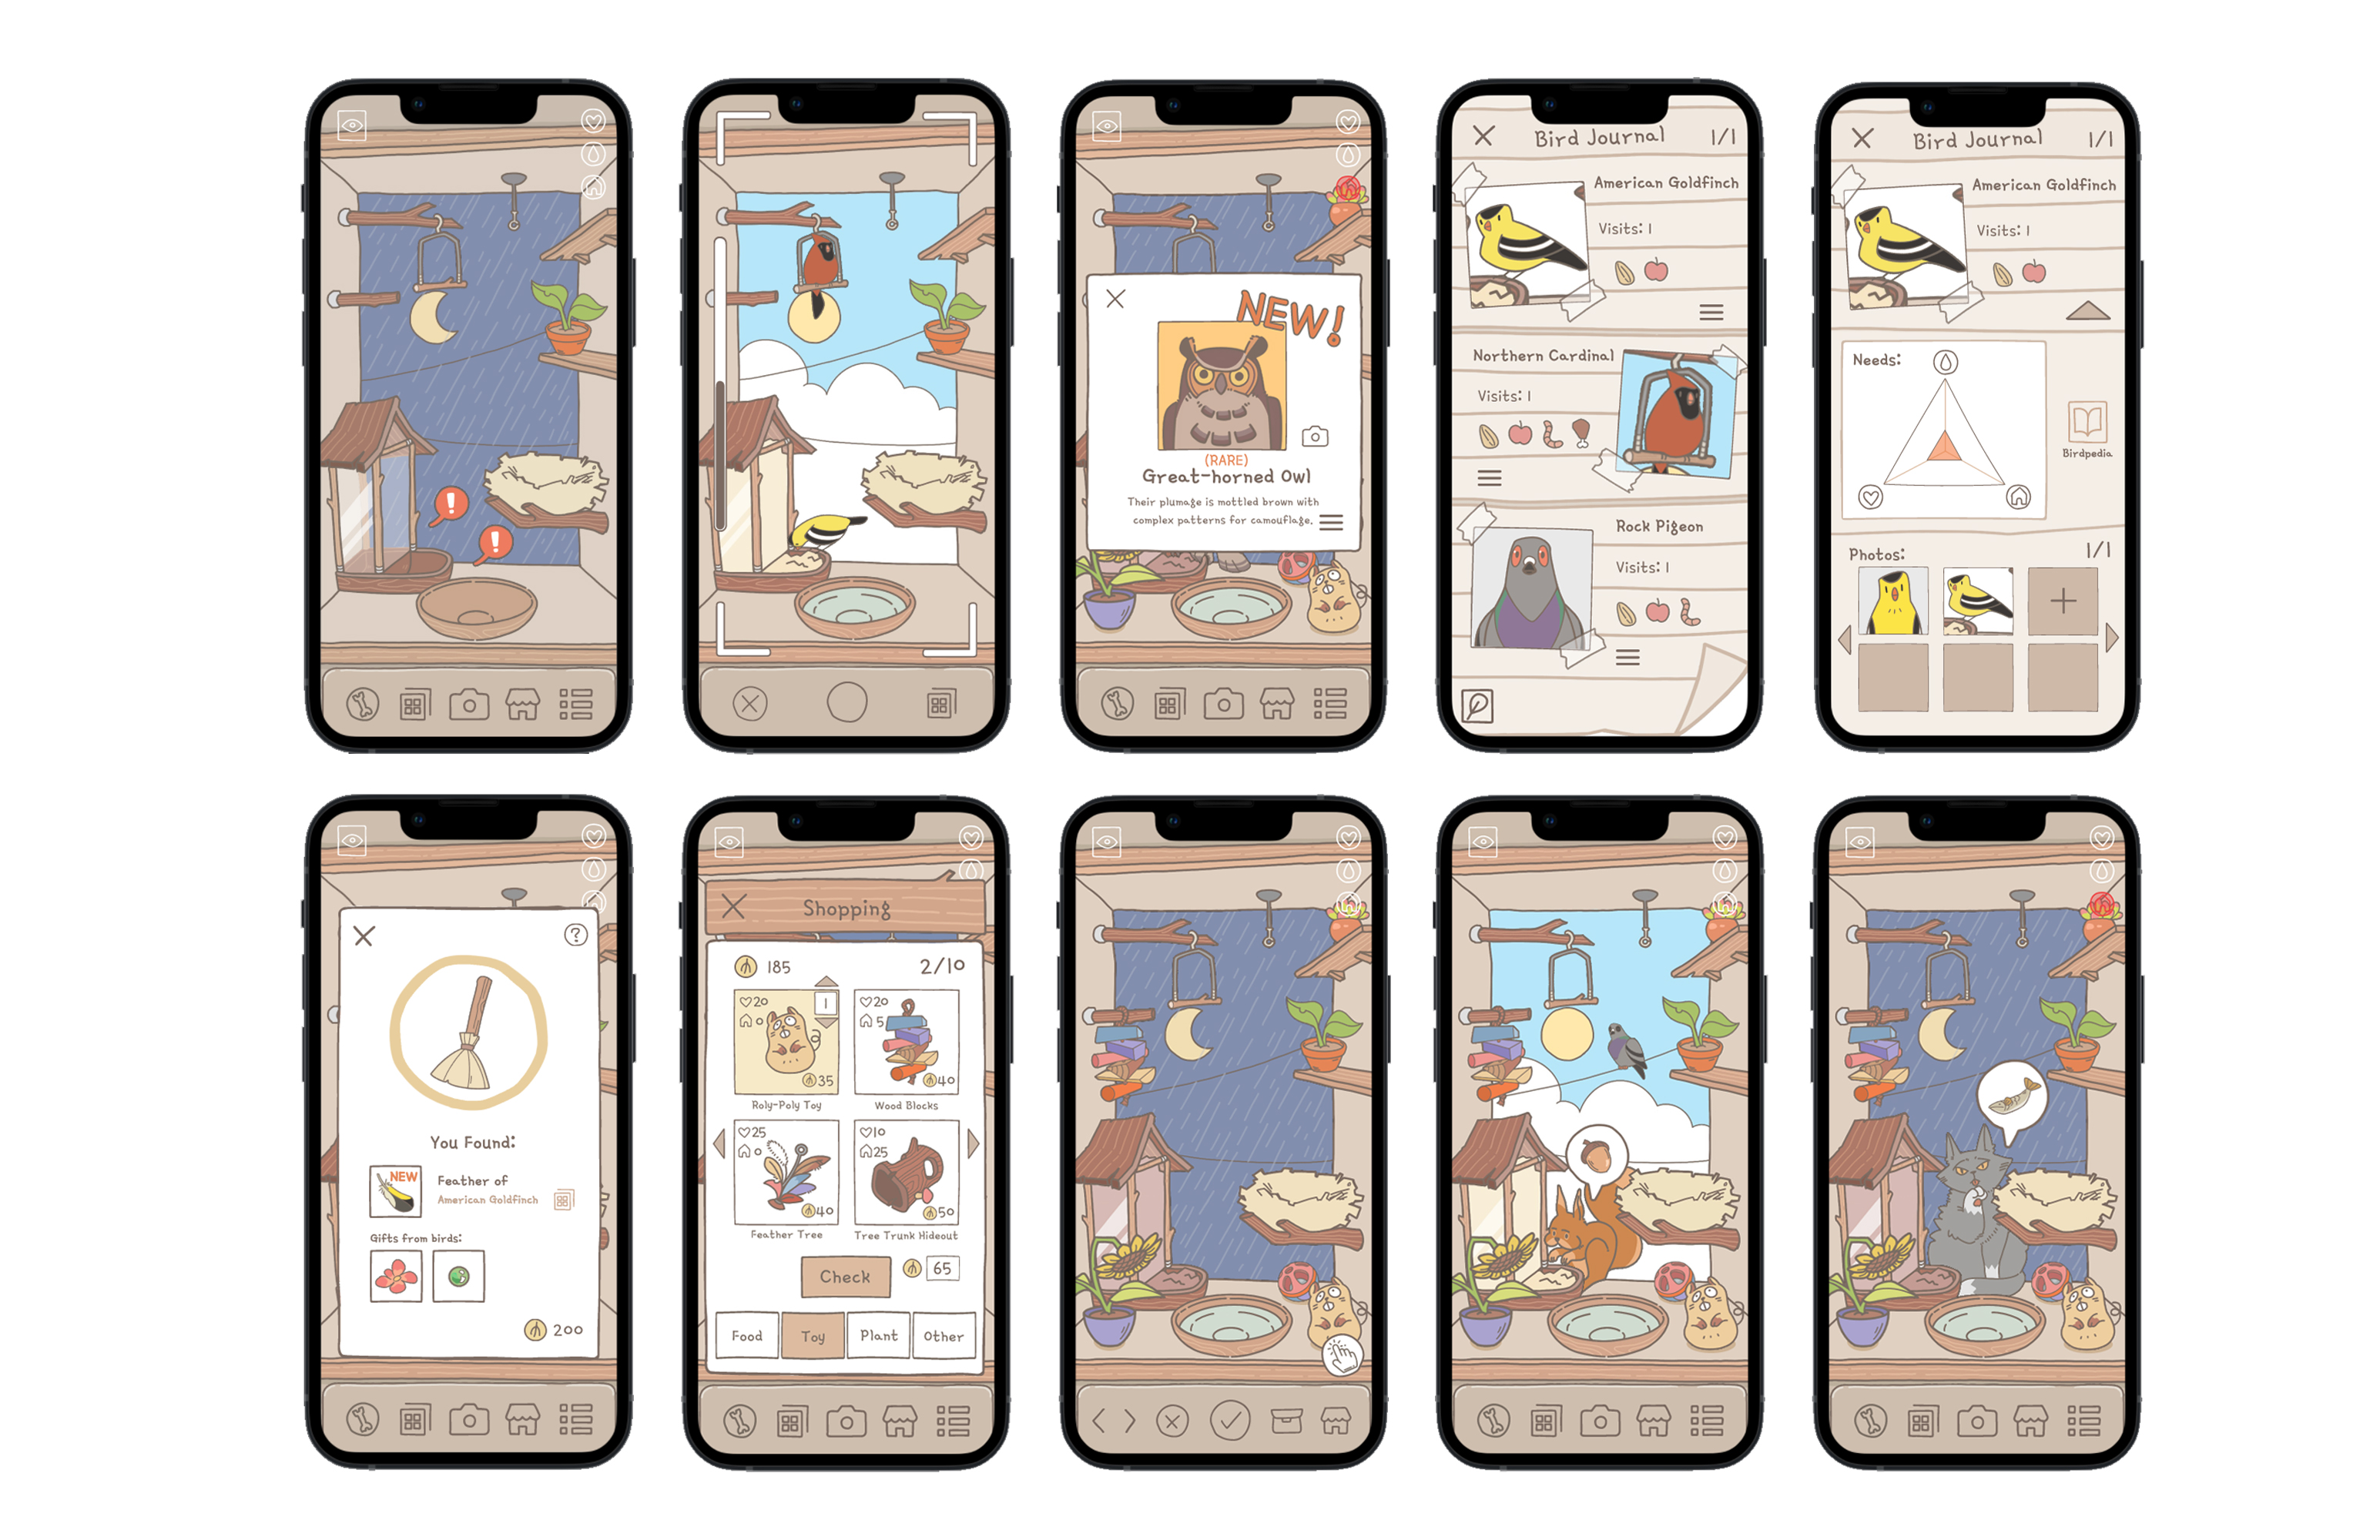 !
!
NEW!
(RARE)
Great-horned Owl
Their plumage is mottled brown with
complex patterns for camouflage.
Bird Journal 1/1
American Goldfinch
Visits: 1
Northern Cardinal
Visits: 1
Rock Pigeon
Visits: 1
Bird Journal 1/1
American Goldfinch
Visits: 1
Needs:
Birdpedia
Photos: 1/1
?
You Found:
NEW
Feather of
American Goldfinch
Gifts from birds:
200
Shopping
185 2/10
20 1
0
35
Roly-Poly Toy
20
5
40
Wood Blocks
25
0
40
Feather Tree
10
25
50
Tree Trunk Hideout
Check 65
Food Toy Plant Other